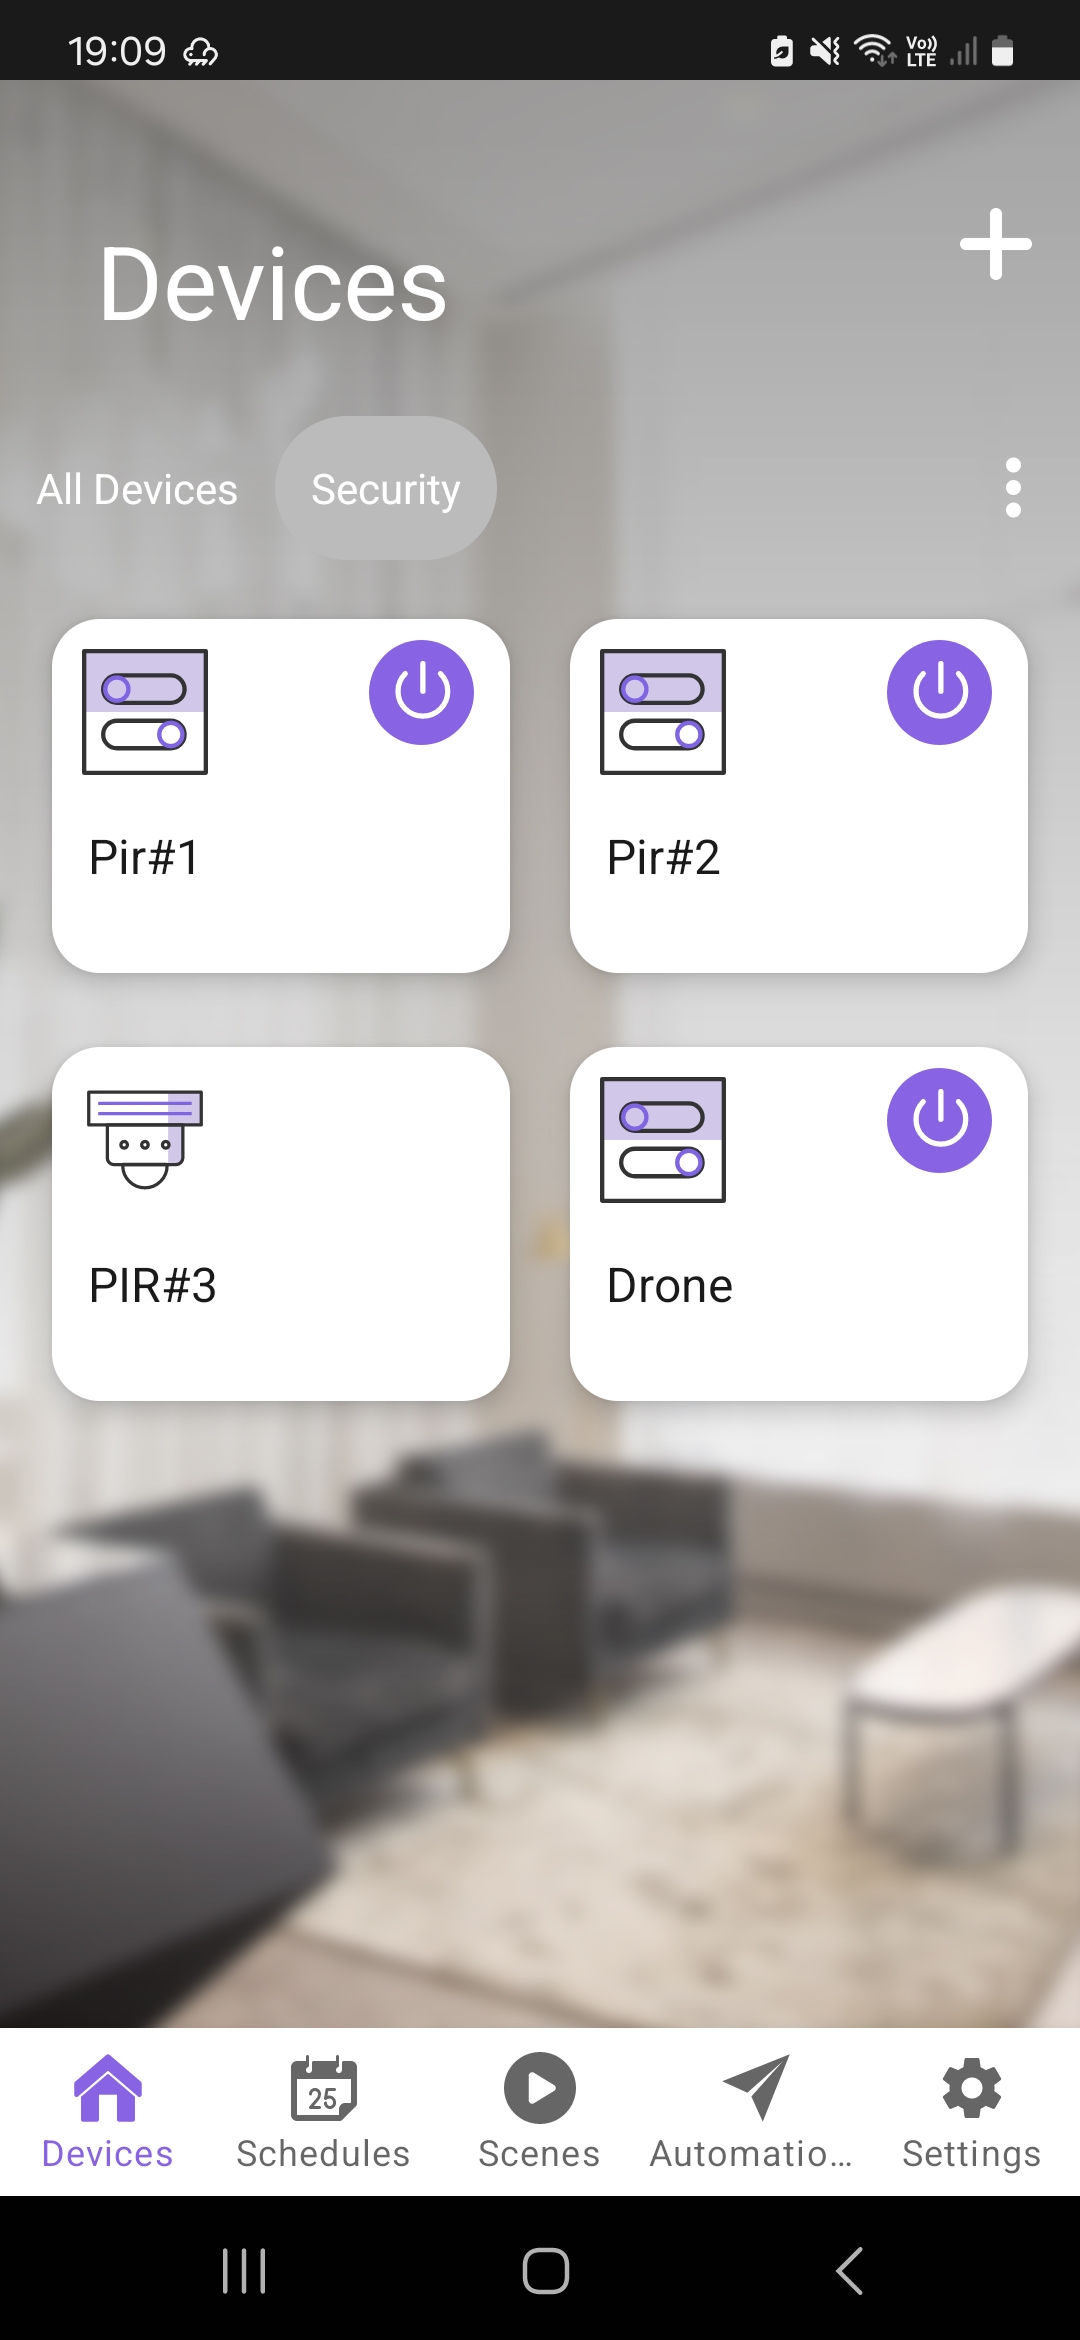 19:09
Vo)) LTE
Devices
All Devices
Security
Pir#1
Pir#2
PIR#3
Drone
25
Devices
Schedules
Scenes
Automatio...
Settings